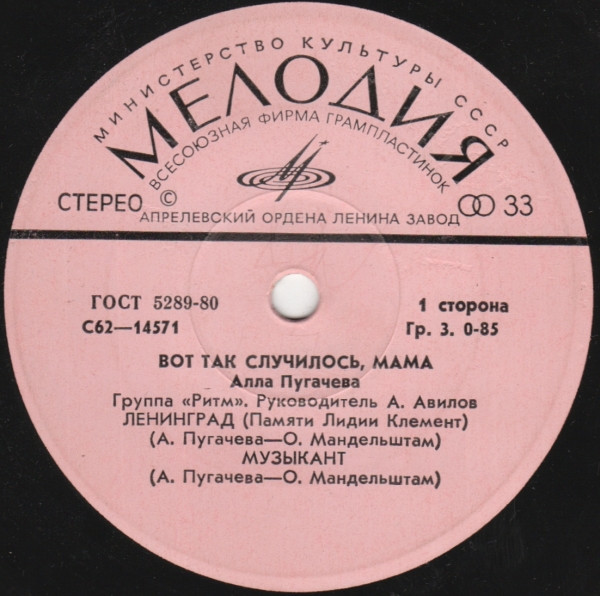 МИНИСТЕРСТВО КУЛЬТУРЫ СССР
МЕЛОДИЯ
ВСЕСОЮЗНАЯ ФИРМА ГРАМПЛАСТИНОК
СТЕРЕО © 33
АПРЕЛЕВСКИЙ ОРДЕНА ЛЕНИНА ЗАВОД
ГОСТ 5289-80 1 сторона
С62—14571 Гр. 3. 0-85
ВОТ ТАК СЛУЧИЛОСЬ, МАМА
Алла Пугачева
Группа «Ритм». Руководитель А. Авилов
ЛЕНИНГРАД (Памяти Лидии Клемент)
(А. Пугачева—О. Мандельштам)
МУЗЫКАНТ
(А. Пугачева—О. Мандельштам)